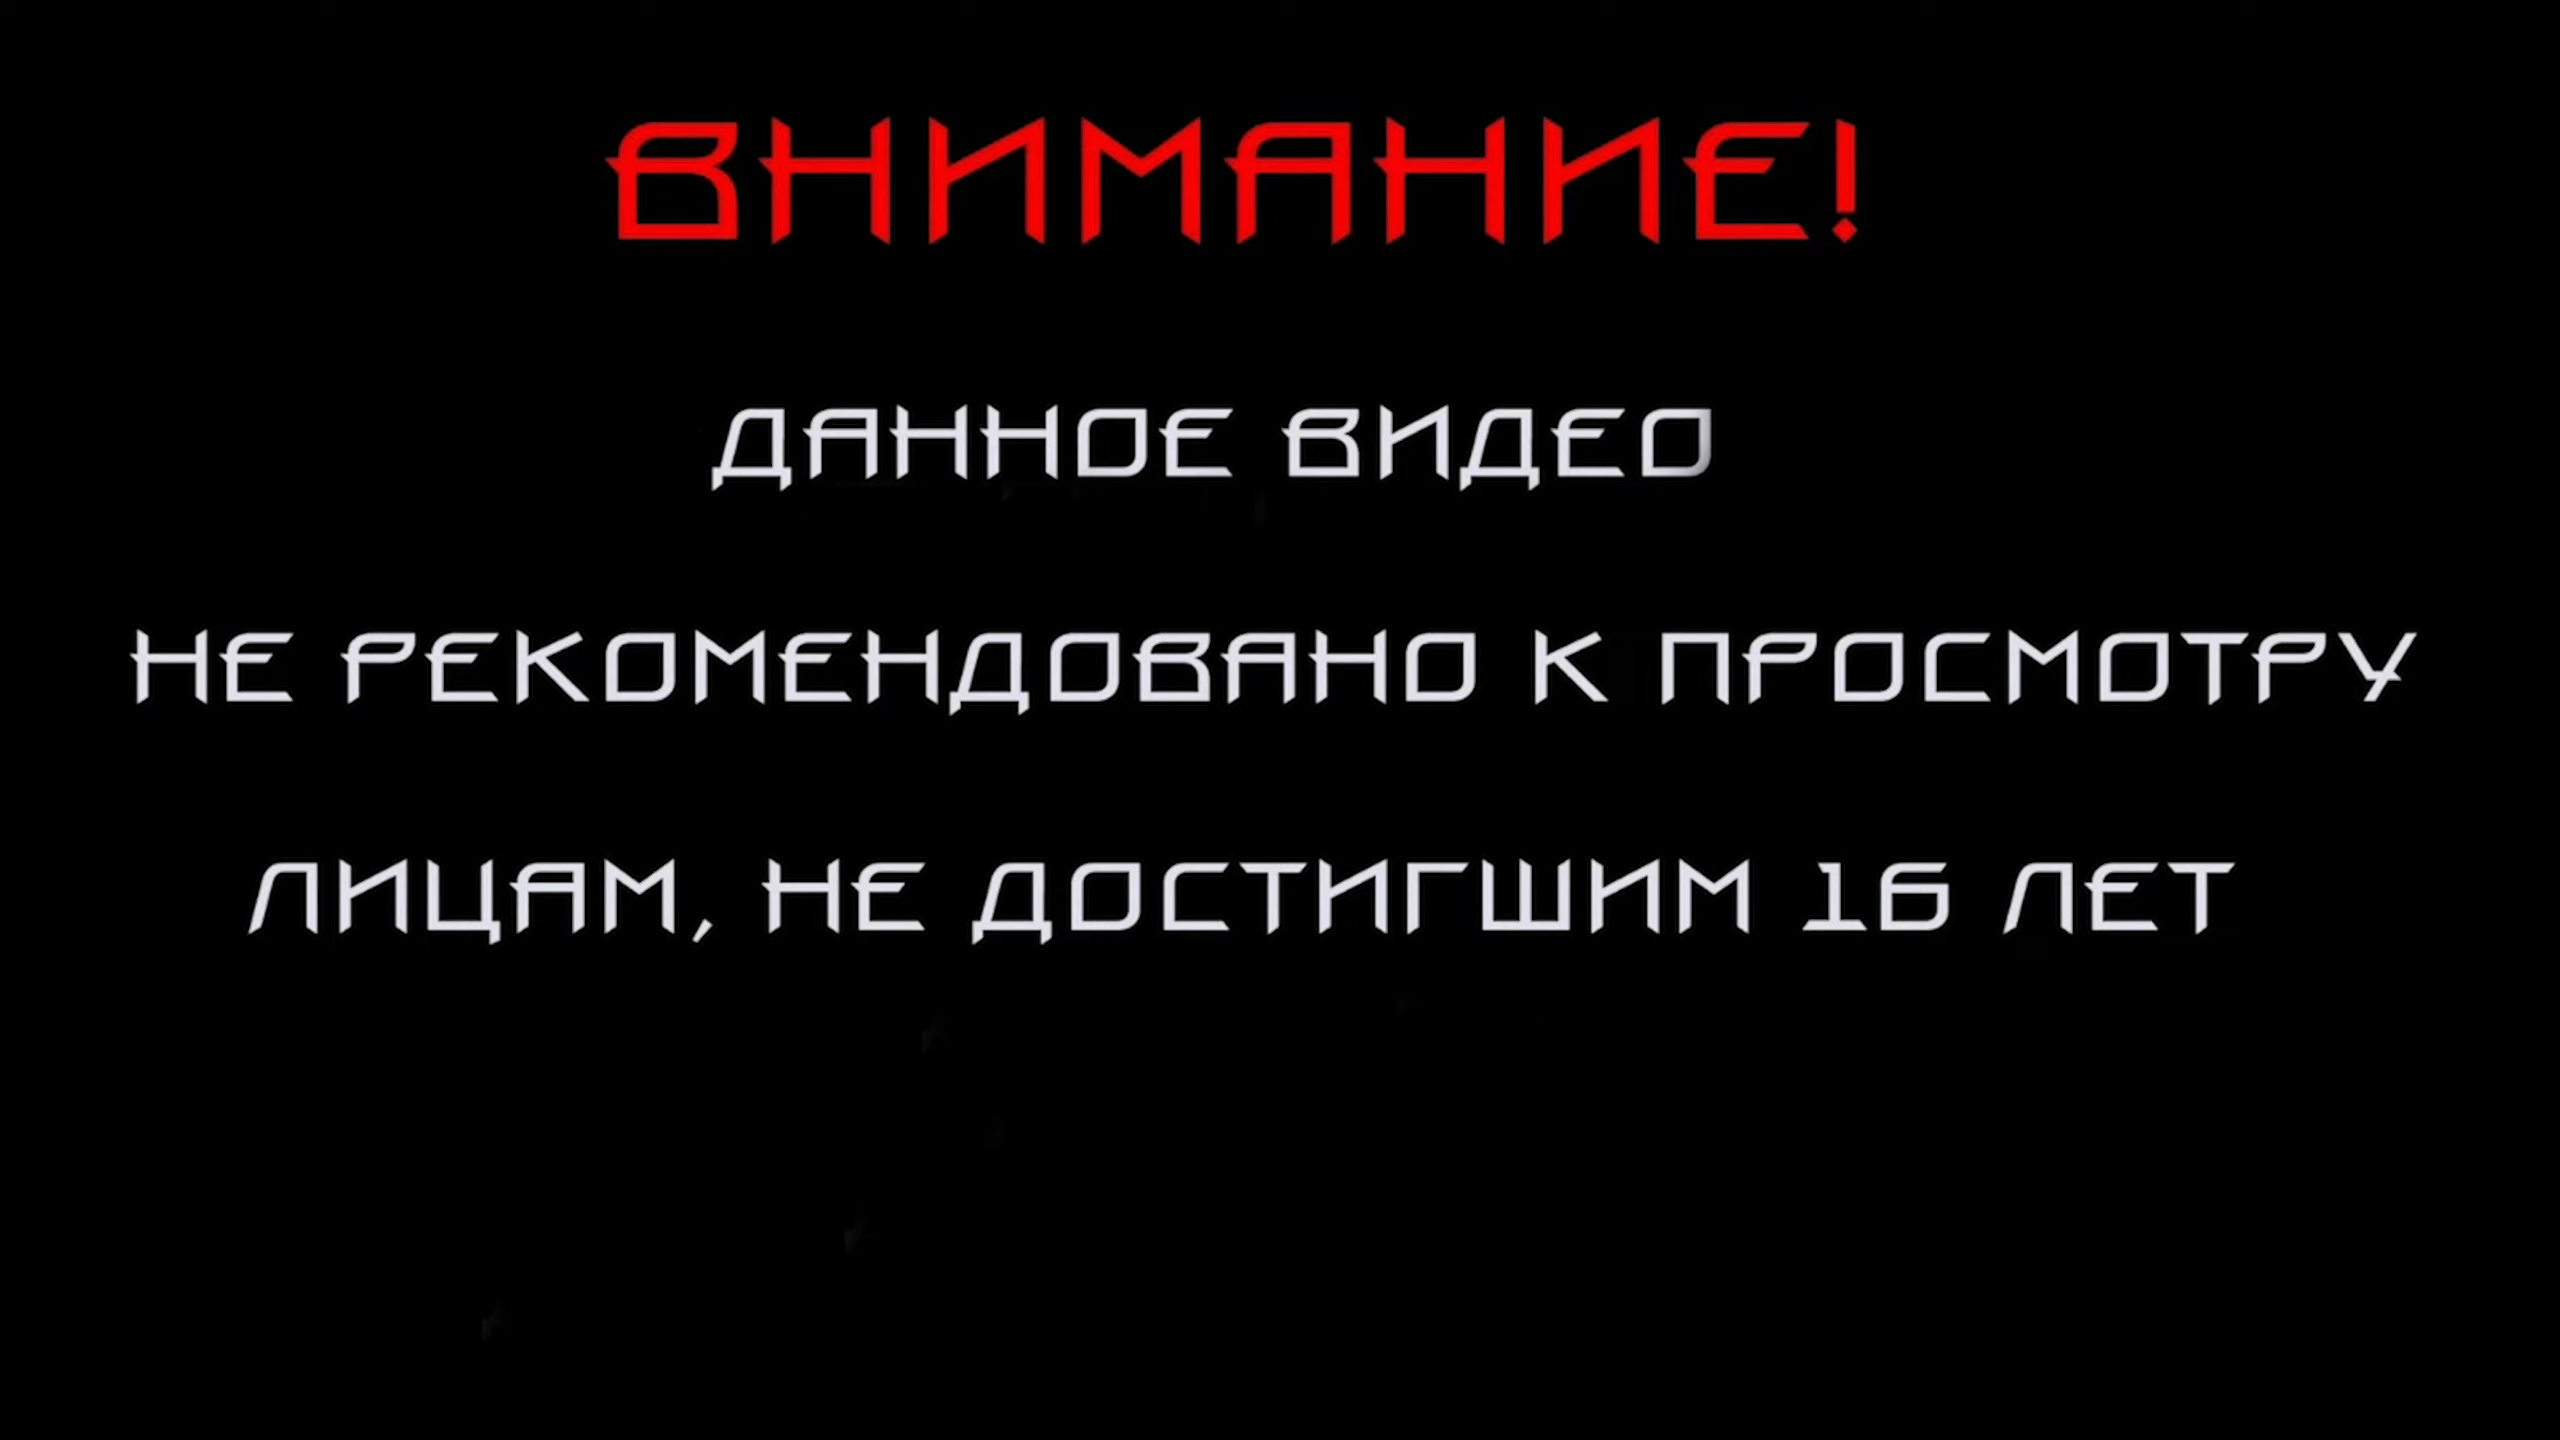 ВНИМАНИЕ!
ДАННОЕ ВИДЕО
НЕ РЕКОМЕНДОВАНО К ПРОСМОТРУ
ЛИЦАМ, НЕ ДОСТИГШИМ 16 ЛЕТ